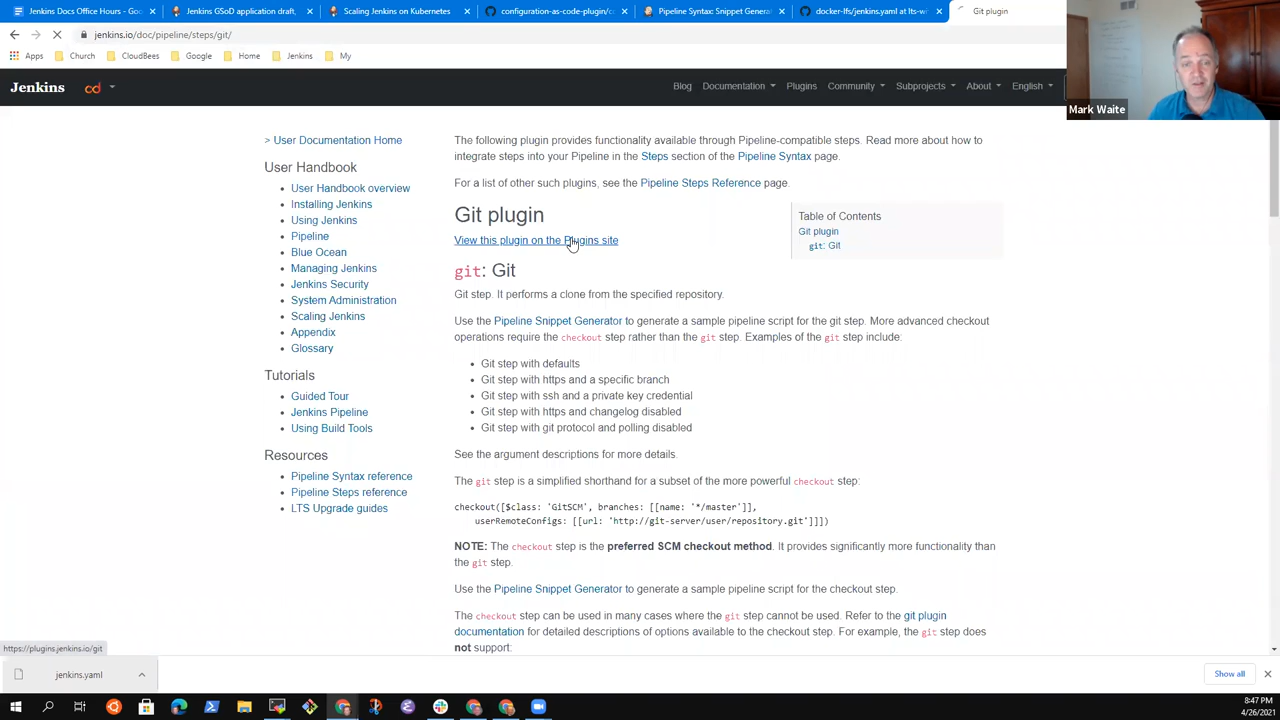 Jenkins Docs Office Hours - Goo
Jenkins GSoD application draft,
Scaling Jenkins on Kubernetes
configuration-as-code-plugin/co
Pipeline Syntax: Snippet Generat
docker-lfs/jenkins.yaml at lts-wi
Git plugin
jenkins.io/doc/pipeline/steps/git/
Apps
Church
CloudBees
Google
Home
Jenkins
My
Jenkins
Blog
Documentation
Plugins
Community
Subprojects
About
English
Mark Waite
> User Documentation Home
User Handbook
User Handbook overview
Installing Jenkins
Using Jenkins
Pipeline
Blue Ocean
Managing Jenkins
Jenkins Security
System Administration
Scaling Jenkins
Appendix
Glossary
Tutorials
Guided Tour
Jenkins Pipeline
Using Build Tools
Resources
Pipeline Syntax reference
Pipeline Steps reference
LTS Upgrade guides
The following plugin provides functionality available through Pipeline-compatible steps. Read more about how to
integrate steps into your Pipeline in the Steps section of the Pipeline Syntax page.
For a list of other such plugins, see the Pipeline Steps Reference page.
Git plugin
View this plugin on the Plugins site
git: Git
Git step. It performs a clone from the specified repository.
Use the Pipeline Snippet Generator to generate a sample pipeline script for the git step. More advanced checkout
operations require the checkout step rather than the git step. Examples of the git step include:
Git step with defaults
Git step with https and a specific branch
Git step with ssh and a private key credential
Git step with https and changelog disabled
Git step with git protocol and polling disabled
See the argument descriptions for more details.
The git step is a simplified shorthand for a subset of the more powerful checkout step:
checkout([$class: 'GitSCM', branches: [[name: '*/master']],
userRemoteConfigs: [[url: 'http://git-server/user/repository.git']]])
NOTE: The checkout step is the preferred SCM checkout method. It provides significantly more functionality than
the git step.
Use the Pipeline Snippet Generator to generate a sample pipeline script for the checkout step.
The checkout step can be used in many cases where the git step cannot be used. Refer to the git plugin
documentation for detailed descriptions of options available to the checkout step. For example, the git step does
not support:
Table of Contents
Git plugin
git: Git
https://plugins.jenkins.io/git
jenkins.yaml
Show all
8:47 PM
4/26/2021